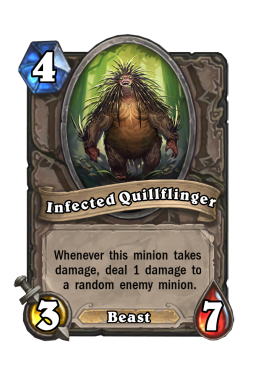 4
Infected Quillflinger
Whenever this minion takes
damage, deal 1 damage to
a random enemy minion.
3
Beast
7